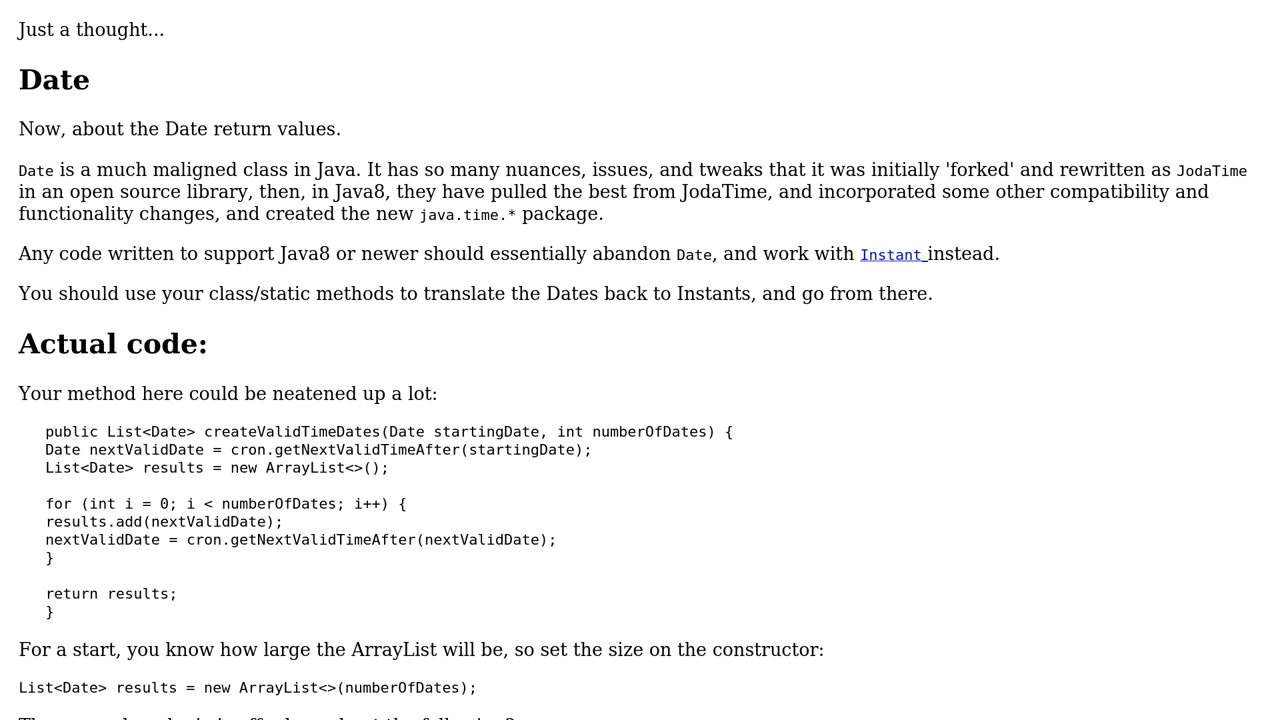 Just a thought...
Date
Now, about the Date return values.
Date is a much maligned class in Java. It has so many nuances, issues, and tweaks that it was initially 'forked' and rewritten as JodaTime
in an open source library, then, in Java8, they have pulled the best from JodaTime, and incorporated some other compatibility and
functionality changes, and created the new java.time.* package.
Any code written to support Java8 or newer should essentially abandon Date, and work with Instant instead.
You should use your class/static methods to translate the Dates back to Instants, and go from there.
Actual code:
Your method here could be neatened up a lot:
public List<Date> createValidTimeDates(Date startingDate, int numberOfDates) {
Date nextValidDate = cron.getNextValidTimeAfter(startingDate);
List<Date> results = new ArrayList<>();
for (int i = 0; i < numberOfDates; i++) {
results.add(nextValidDate);
nextValidDate = cron.getNextValidTimeAfter(nextValidDate);
}
return results;
}
For a start, you know how large the ArrayList will be, so set the size on the constructor:
List<Date> results = new ArrayList<>(numberOfDates);